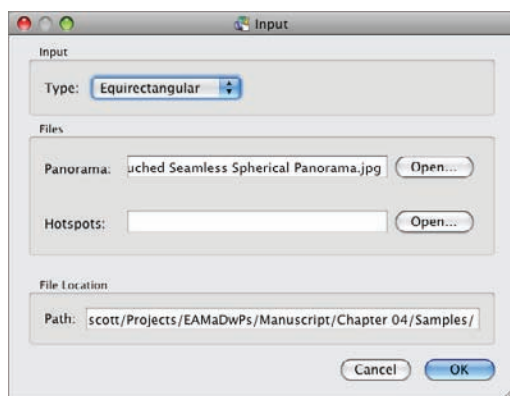 Input
Input
Type: Equirectangular
Files
Panorama: uched Seamless Spherical Panorama.jpg Open...
Hotspots: Open...
File Location
Path: scott/Projects/EAMaDwPs/Manuscript/Chapter 04/Samples/
Cancel OK